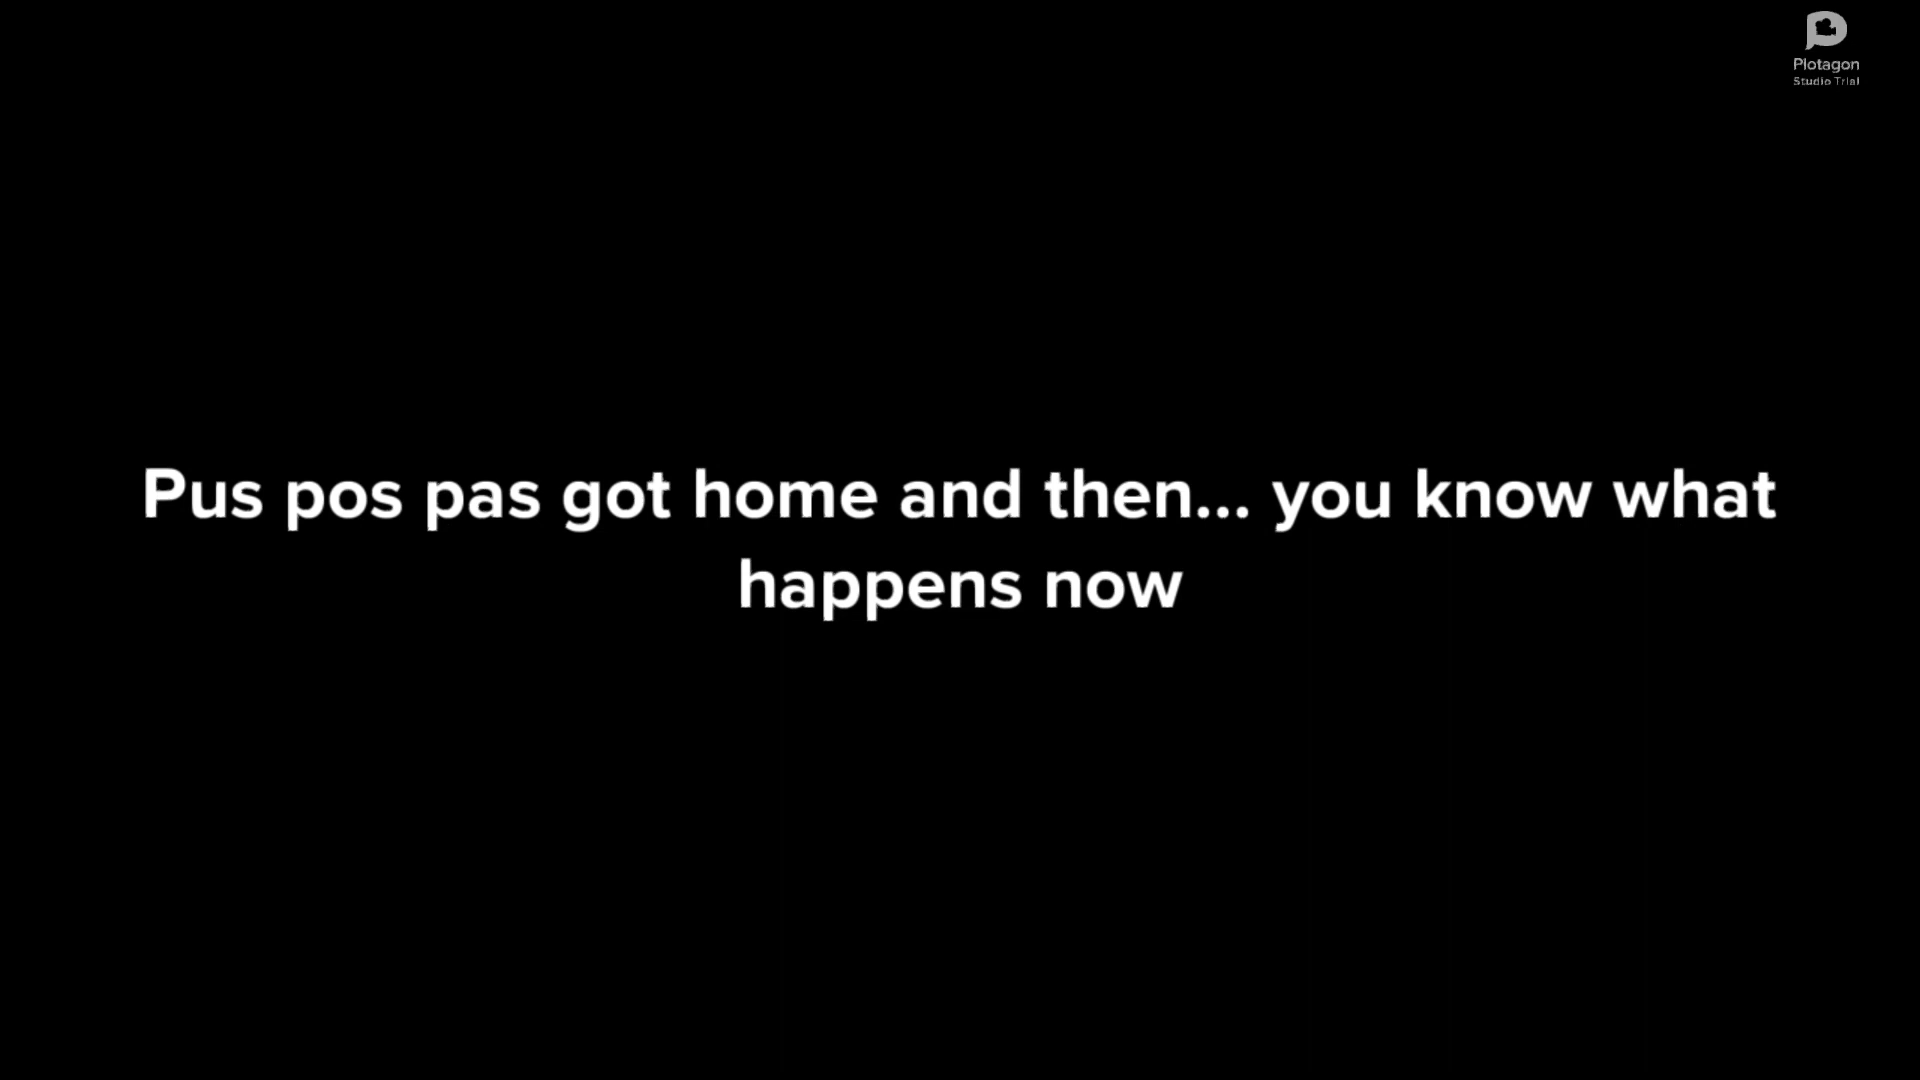 Plotagon
Studio Trial
Pus pos pas got home and then... you know what
happens now